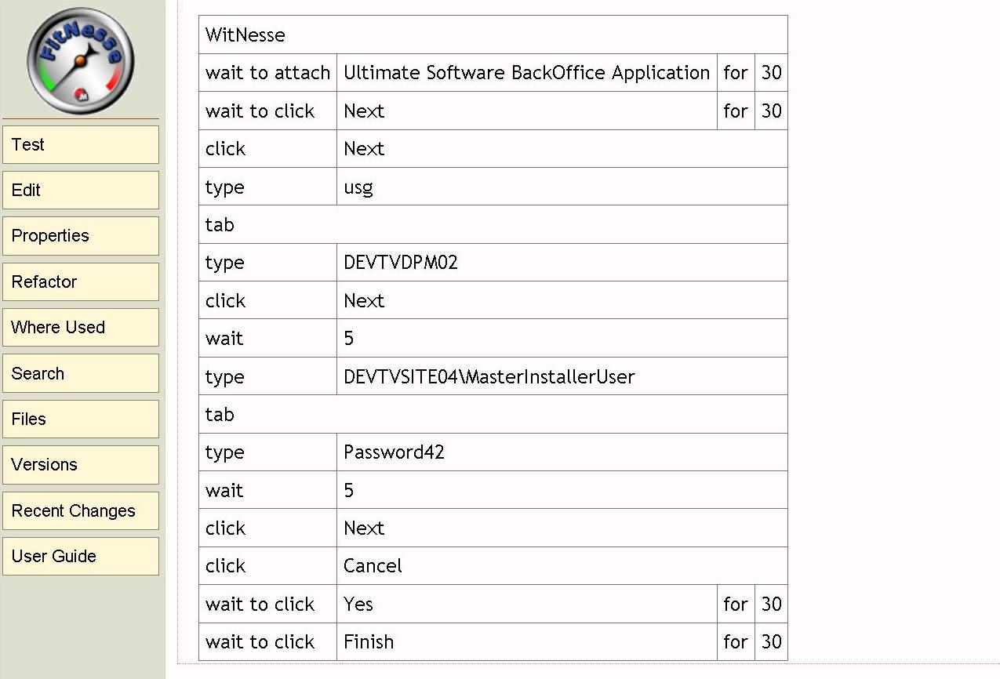 FitNesse
Test
Edit
Properties
Refactor
Where Used
Search
Files
Versions
Recent Changes
User Guide
WitNesse
wait to attach Ultimate Software BackOffice Application for 30
wait to click Next for 30
click Next
type usg
tab
type DEVTVDPM02
click Next
wait 5
type DEVTVSITE04\MasterInstallerUser
tab
type Password42
wait 5
click Next
click Cancel
wait to click Yes for 30
wait to click Finish for 30